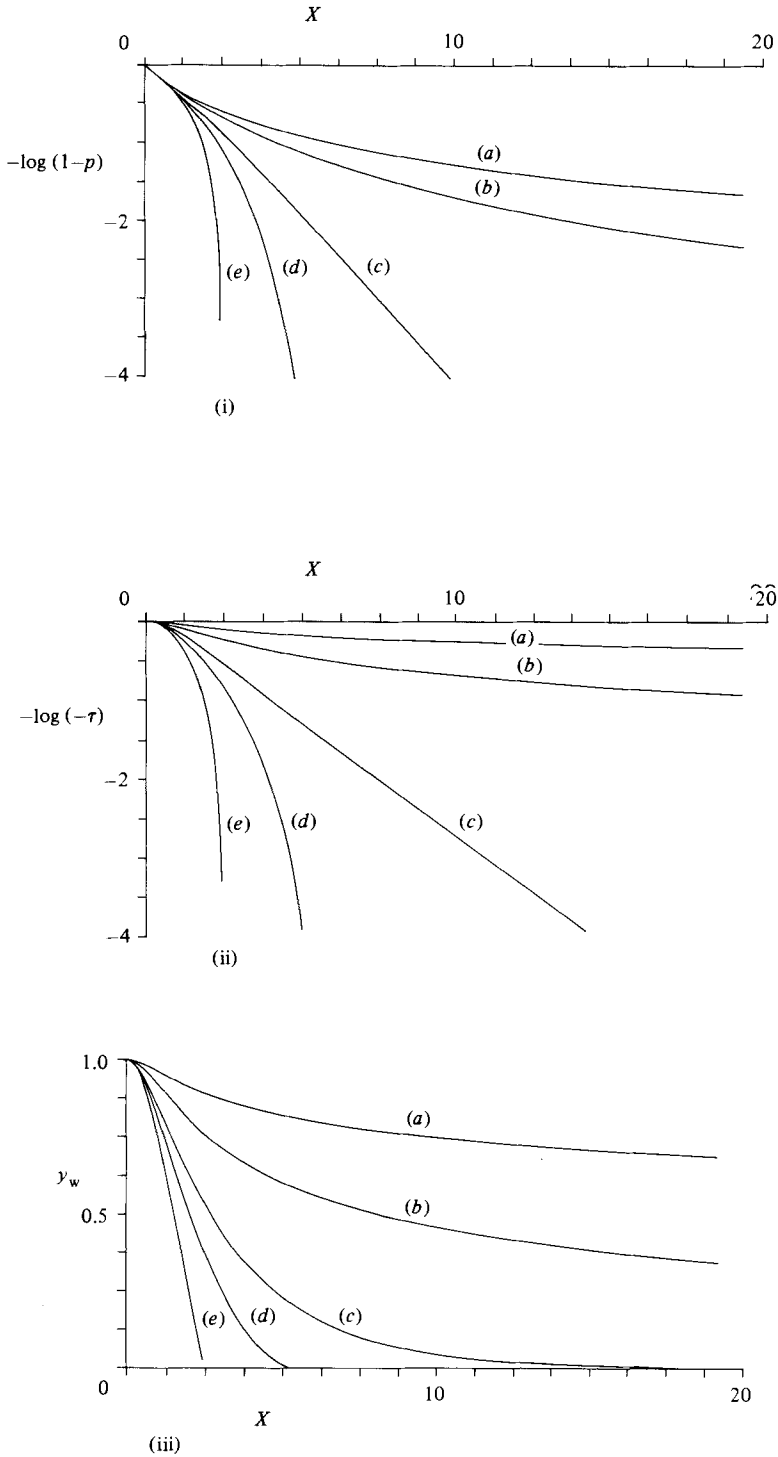 X
0 10 20
−log (1−p)
(a)
(b)
−2
(e) (d) (c)
−4
(i)
X
0 10 20
(a)
(b)
−log (−τ)
−2
(e) (d) (c)
−4
(ii)
1.0
(a)
y_w
(b)
0.5
(e) (d) (c)
0 10 20
X
(iii)